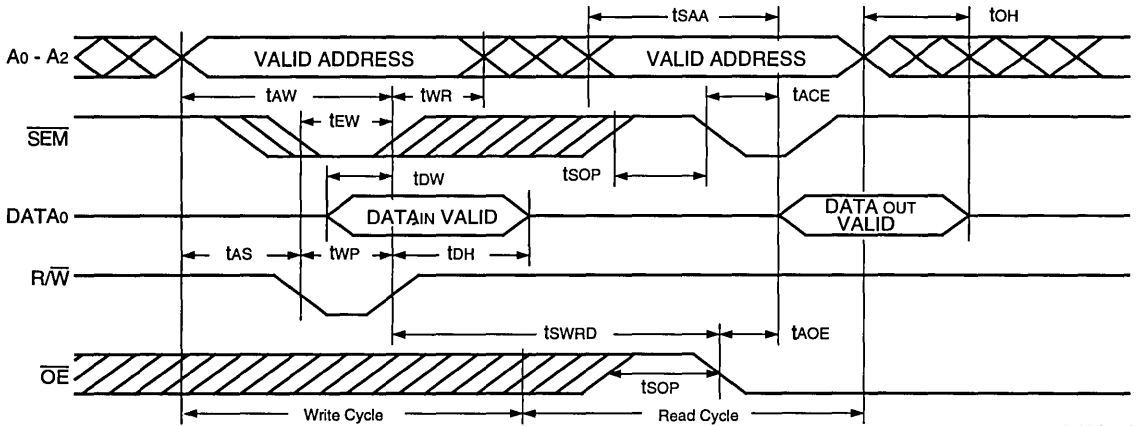 tSAA tOH
A0 - A2 VALID ADDRESS VALID ADDRESS
tAW tWR tACE
tEW
SEM
tSOP
tDW
DATA0 DATAIN VALID DATA OUT VALID
tAS tWP tDH
R/W
tSWRD tAOE
OE tSOP
Write Cycle Read Cycle